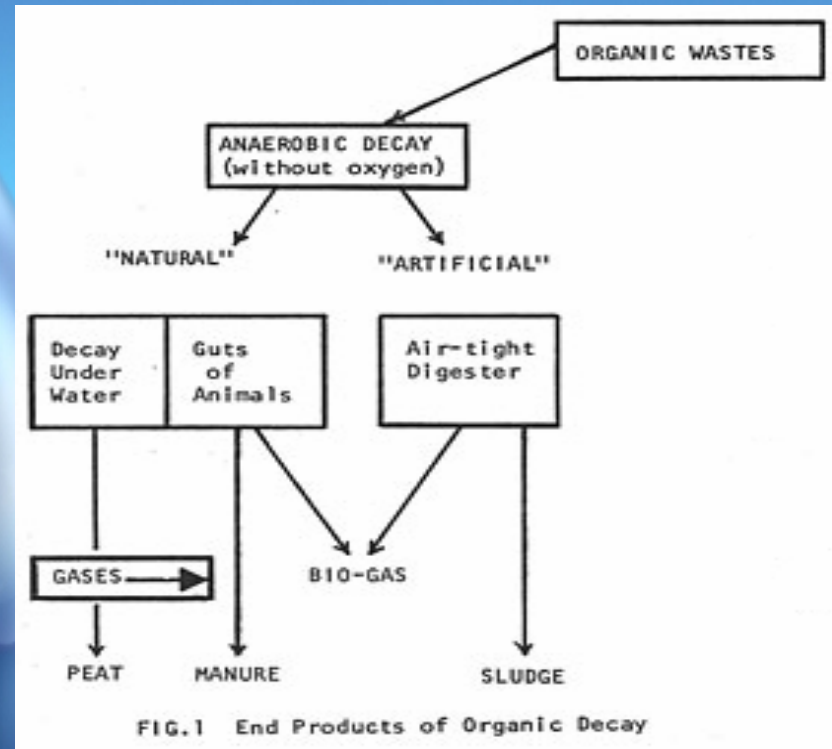 ORGANIC WASTES
ANAEROBIC DECAY
(without oxygen)
"NATURAL"
"ARTIFICIAL"
Decay
Under
Water
Guts
of
Animals
Air-tight
Digester
GASES
BIO-GAS
PEAT
MANURE
SLUDGE
FIG.1 End Products of Organic Decay